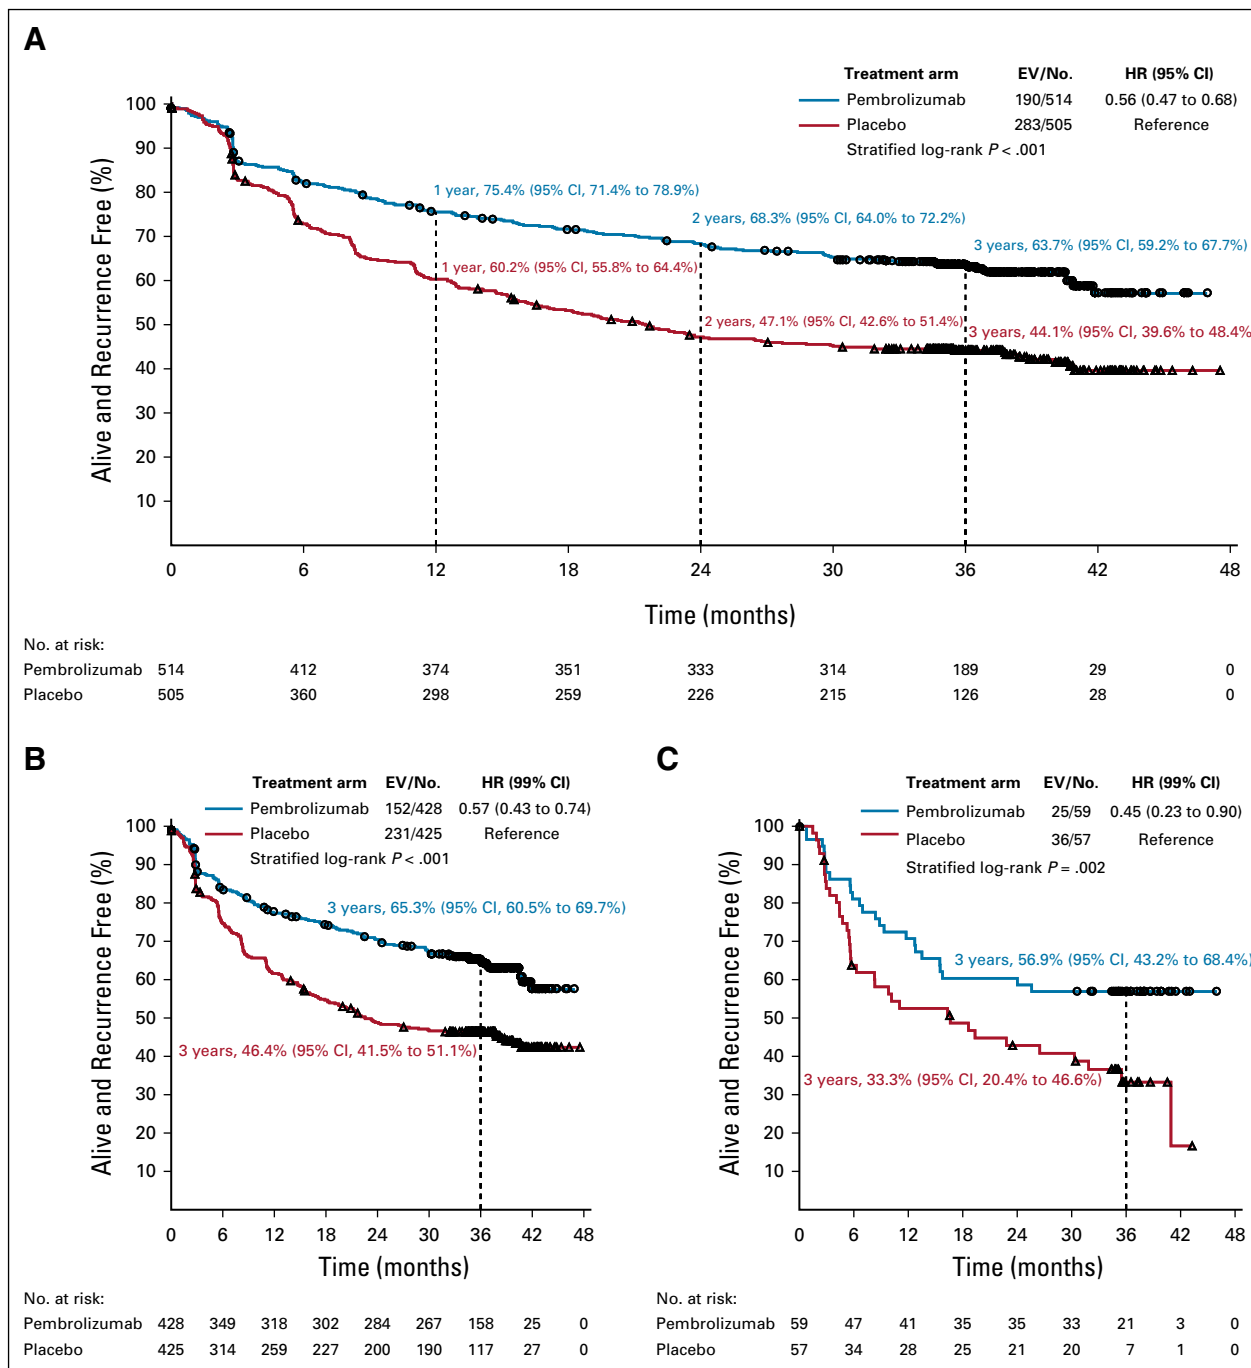 A
Treatment arm EV/No. HR (95% CI)
Pembrolizumab 190/514 0.56 (0.47 to 0.68)
Placebo 283/505 Reference
Stratified log-rank P < .001
Alive and Recurrence Free (%)
100
90
80
70
60
50
40
30
20
10
1 year, 75.4% (95% CI, 71.4% to 78.9%)
2 years, 68.3% (95% CI, 64.0% to 72.2%)
3 years, 63.7% (95% CI, 59.2% to 67.7%)
1 year, 60.2% (95% CI, 55.8% to 64.4%)
2 years, 47.1% (95% CI, 42.6% to 51.4%)
3 years, 44.1% (95% CI, 39.6% to 48.4%
0 6 12 18 24 30 36 42 48
Time (months)
No. at risk:
Pembrolizumab 514 412 374 351 333 314 189 29 0
Placebo 505 360 298 259 226 215 126 28 0
B
Treatment arm EV/No. HR (99% CI)
Pembrolizumab 152/428 0.57 (0.43 to 0.74)
Placebo 231/425 Reference
Stratified log-rank P < .001
Alive and Recurrence Free (%)
100
90
80
70
60
50
40
30
20
10
3 years, 65.3% (95% CI, 60.5% to 69.7%)
3 years, 46.4% (95% CI, 41.5% to 51.1%)
0 6 12 18 24 30 36 42 48
Time (months)
No. at risk:
Pembrolizumab 428 349 318 302 284 267 158 25 0
Placebo 425 314 259 227 200 190 117 27 0
C
Treatment arm EV/No. HR (99% CI)
Pembrolizumab 25/59 0.45 (0.23 to 0.90)
Placebo 36/57 Reference
Stratified log-rank P = .002
Alive and Recurrence Free (%)
100
90
80
70
60
50
40
30
20
10
3 years, 56.9% (95% CI, 43.2% to 68.4%)
3 years, 33.3% (95% CI, 20.4% to 46.6%)
0 6 12 18 24 30 36 42 48
Time (months)
No. at risk:
Pembrolizumab 59 47 41 35 35 33 21 3 0
Placebo 57 34 28 25 21 20 7 1 0